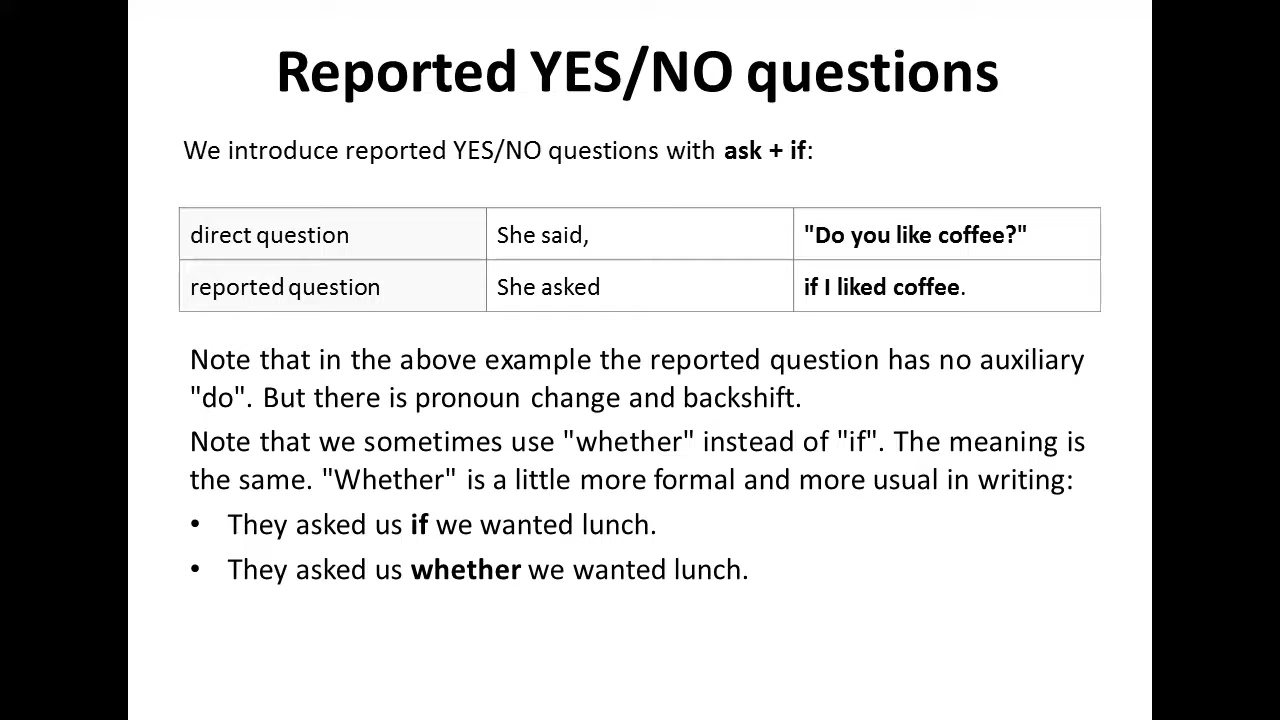 Reported YES/NO questions
We introduce reported YES/NO questions with ask + if:
direct question She said, "Do you like coffee?"
reported question She asked if I liked coffee.
Note that in the above example the reported question has no auxiliary
"do". But there is pronoun change and backshift.
Note that we sometimes use "whether" instead of "if". The meaning is
the same. "Whether" is a little more formal and more usual in writing:
• They asked us if we wanted lunch.
• They asked us whether we wanted lunch.